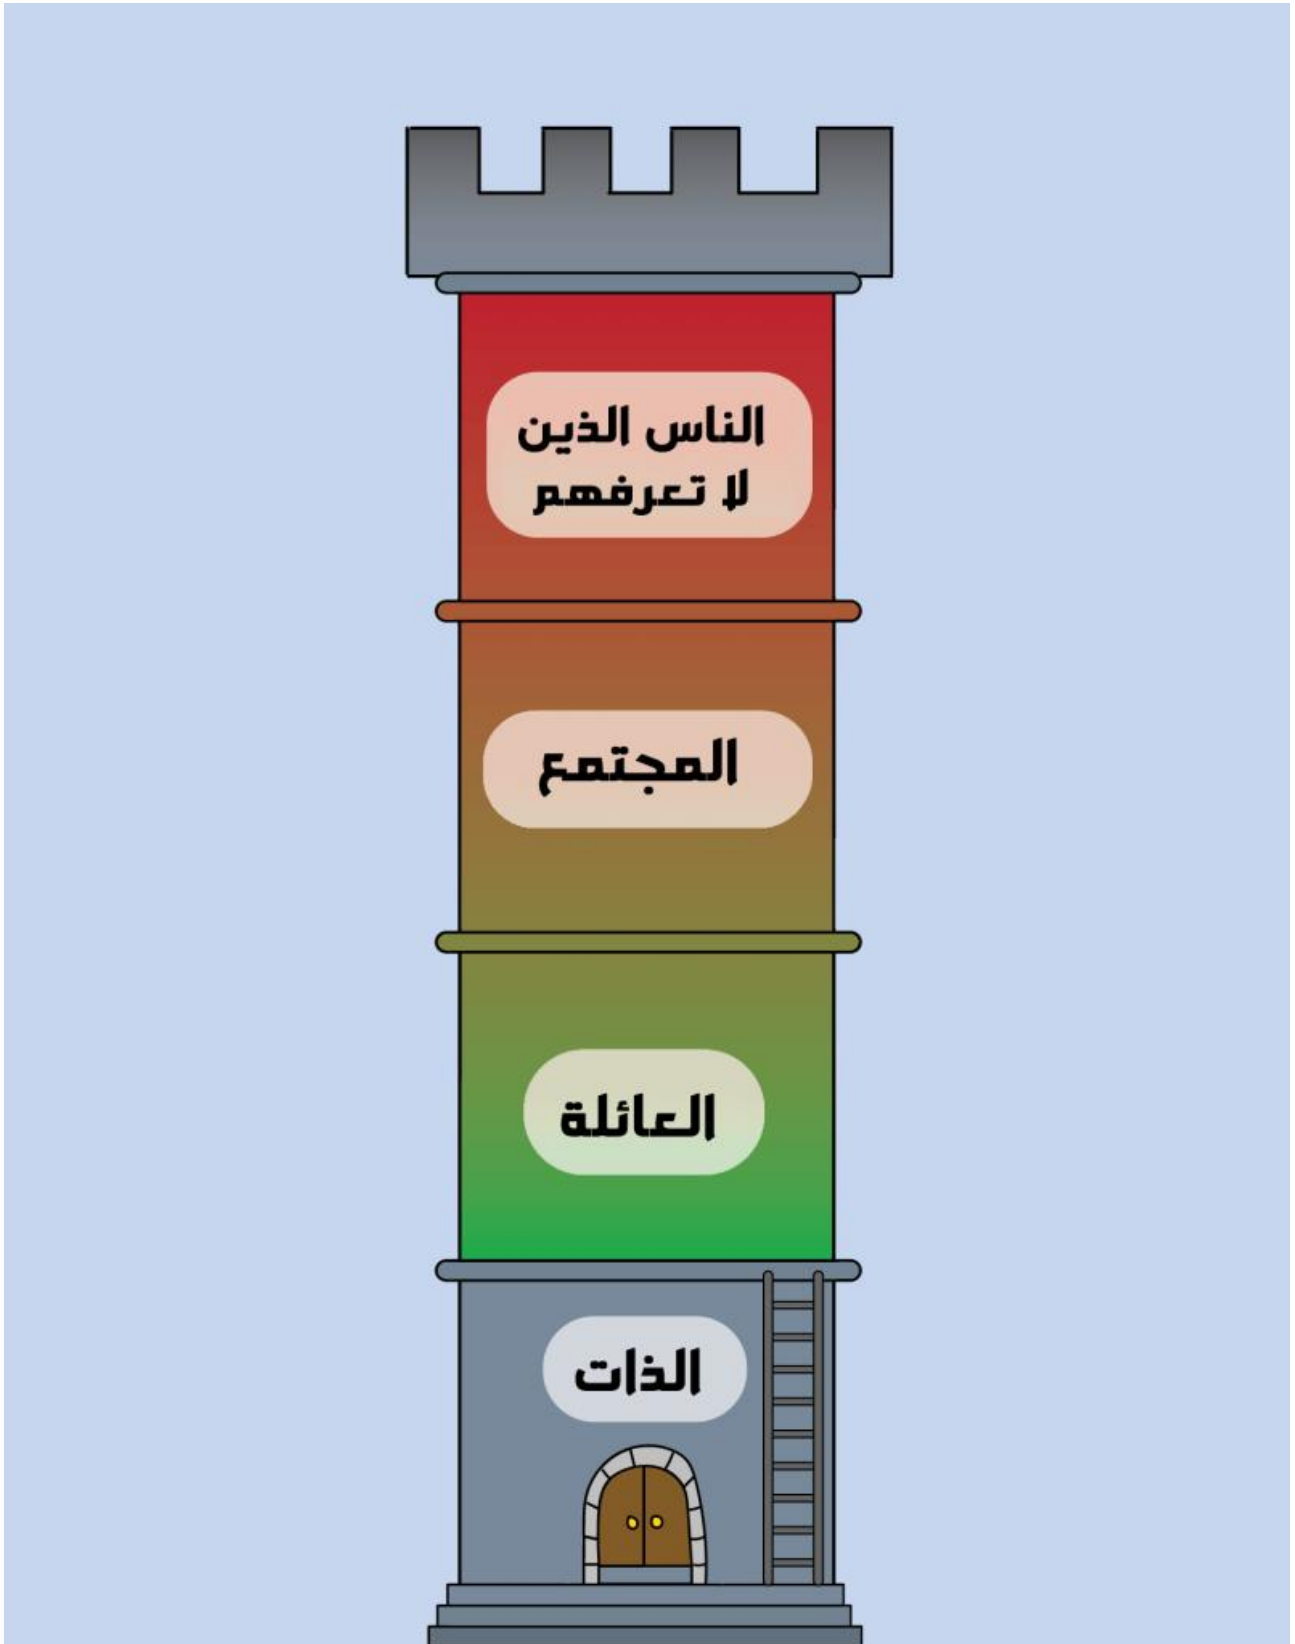 الناس الذين
لا تعرفهم
المجتمع
العائلة
الذات